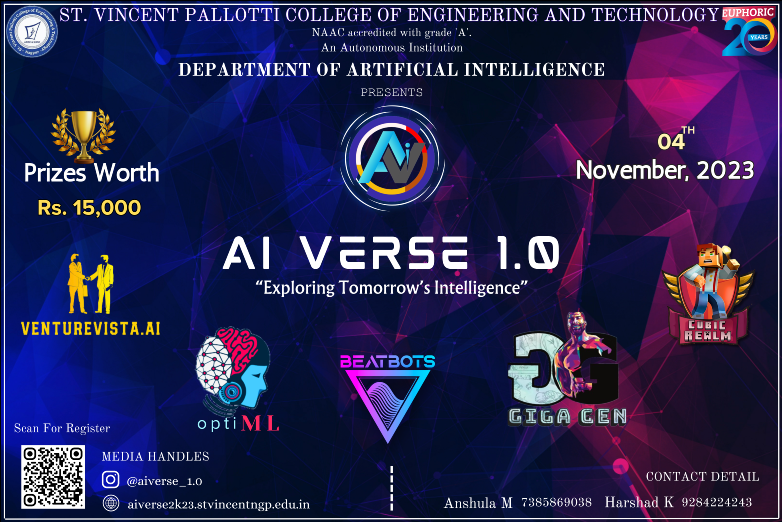 ST. VINCENT PALLOTTI COLLEGE OF ENGINEERING AND TECHNOLOGY
EUPHORIC
20 YEARS
NAAC accredited with grade 'A'.
An Autonomous Institution
DEPARTMENT OF ARTIFICIAL INTELLIGENCE
PRESENTS
Prizes Worth
Rs. 15,000
AiV
04TH
November, 2023
AI VERSE 1.0
“Exploring Tomorrow’s Intelligence”
VENTUREVISTA.AI
CUBIC
REALM
optiML
BEATBOTS
GG
GIGA GEN
Scan For Register
MEDIA HANDLES
@aiverse_1.0
aiverse2k23.stvincentngp.edu.in
CONTACT DETAIL
Anshula M 7385869038 Harshad K 9284224243